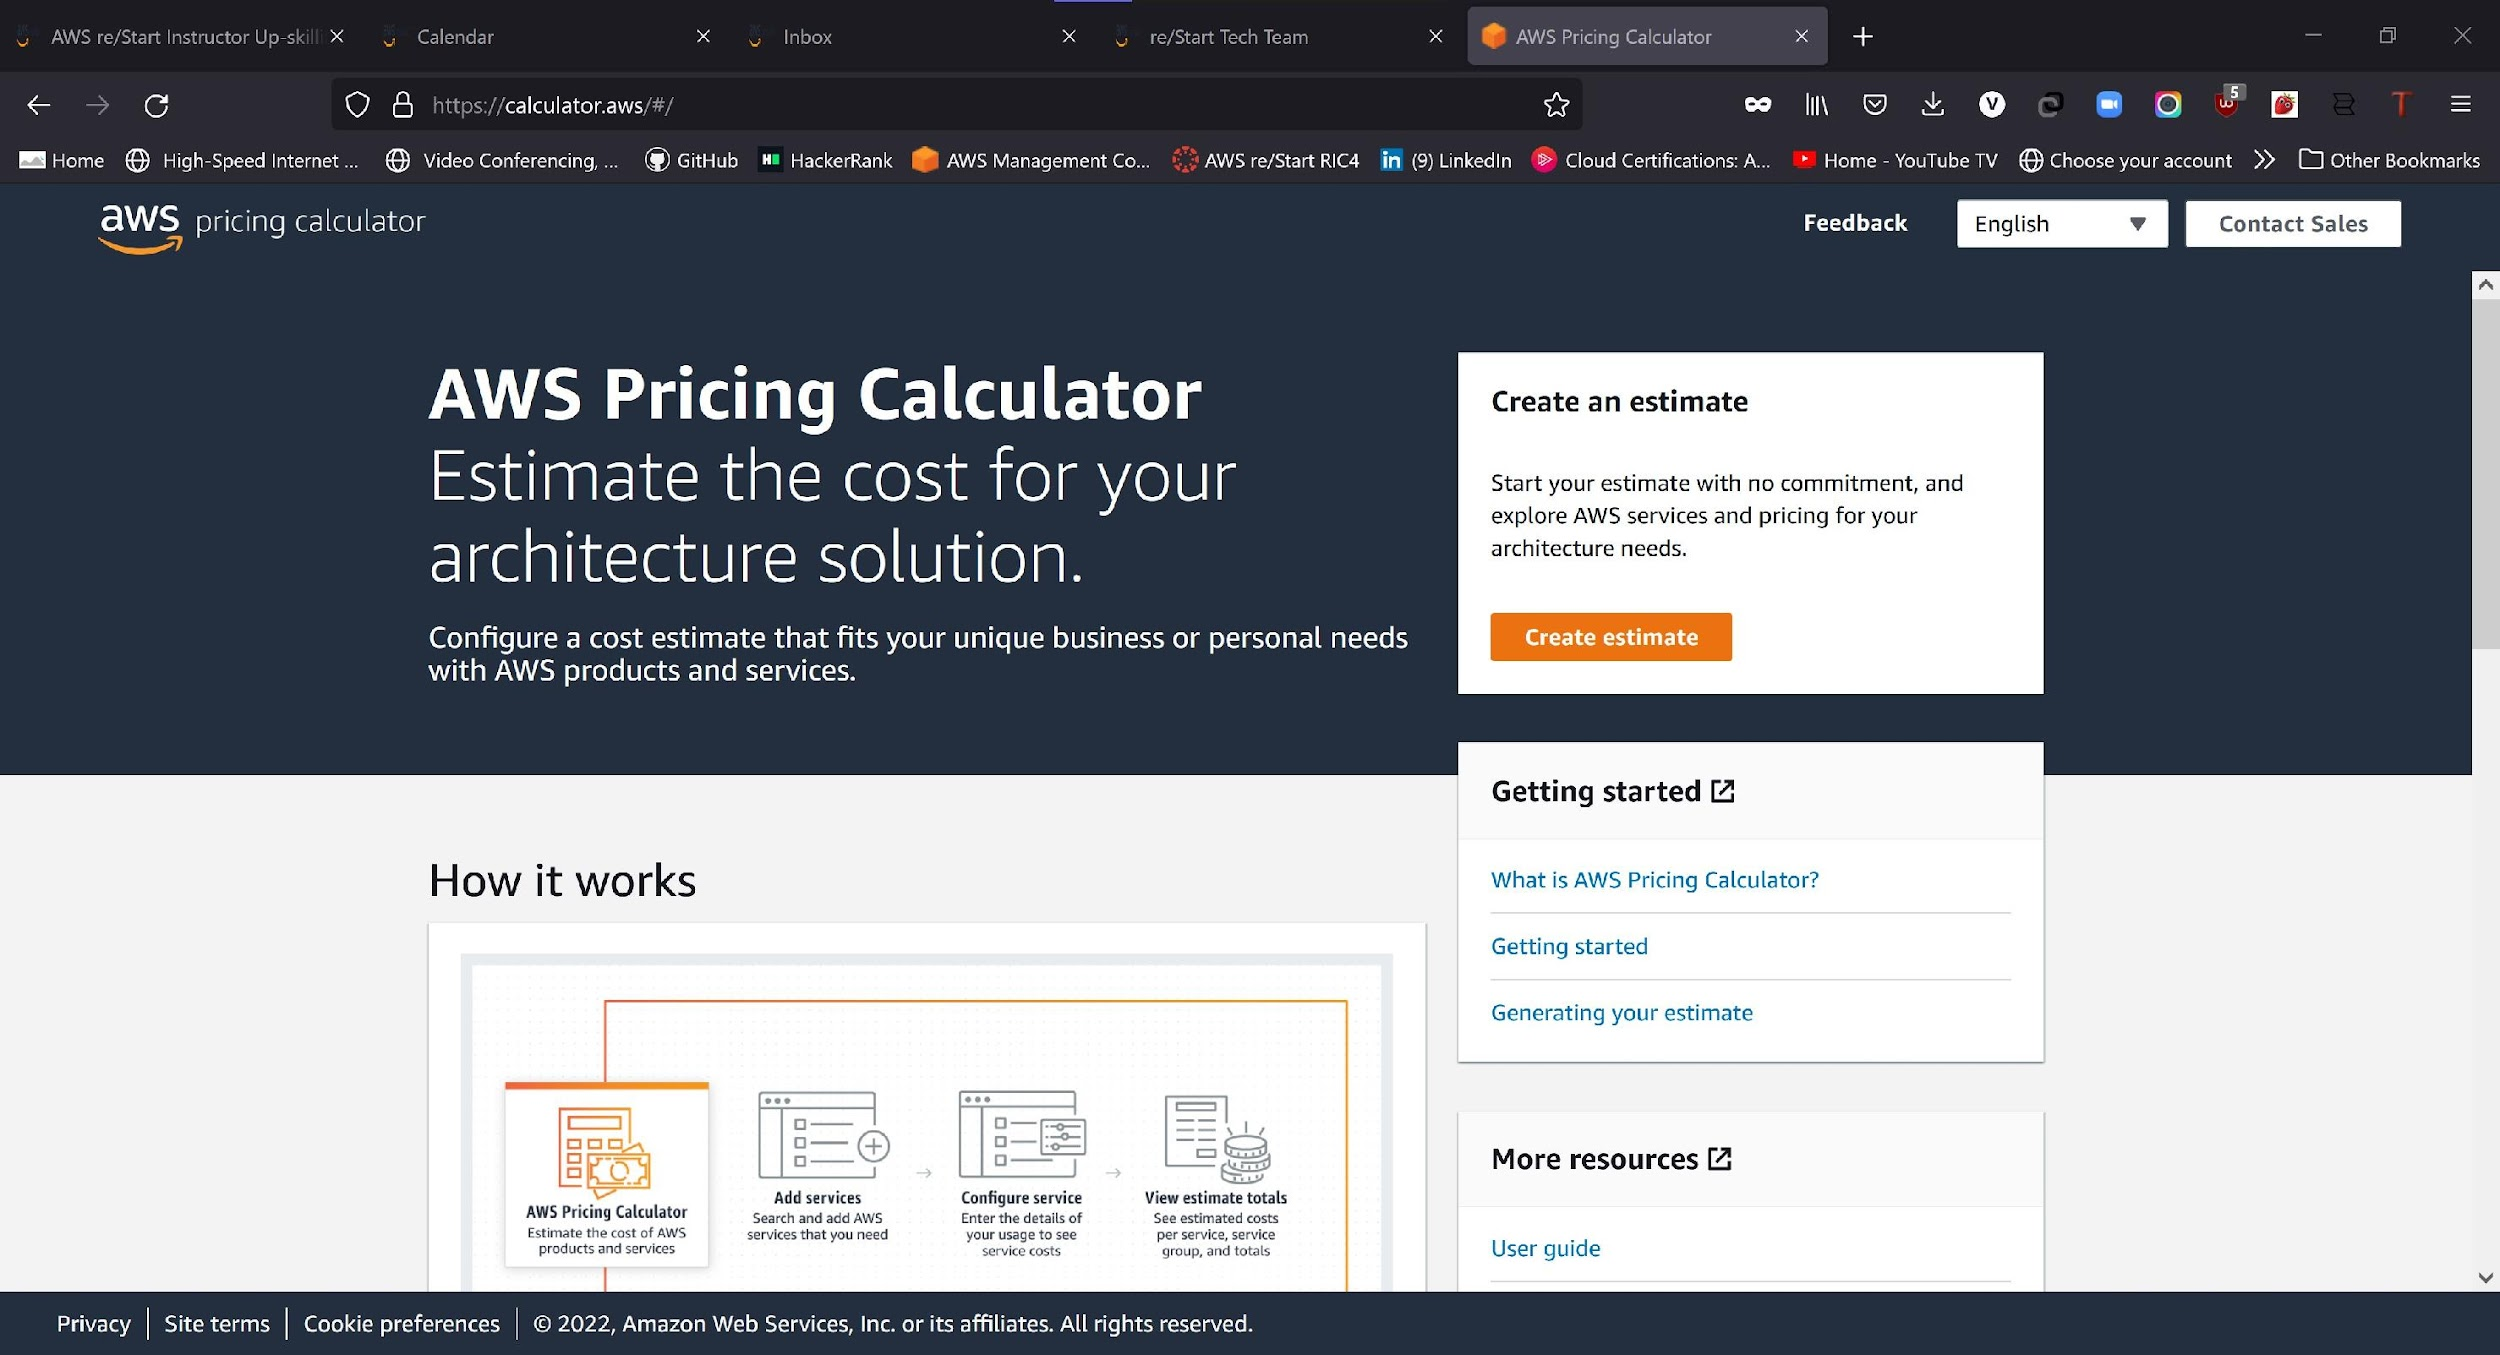 AWS re/Start Instructor Up-skilli
Calendar
Inbox
re/Start Tech Team
AWS Pricing Calculator
https://calculator.aws/#/
5
Home
High-Speed Internet ...
Video Conferencing, ...
GitHub
HackerRank
AWS Management Co...
AWS re/Start RIC4
(9) LinkedIn
Cloud Certifications: A...
Home - YouTube TV
Choose your account
Other Bookmarks
aws pricing calculator
Feedback
English
Contact Sales
AWS Pricing Calculator
Estimate the cost for your
architecture solution.
Configure a cost estimate that fits your unique business or personal needs
with AWS products and services.
Create an estimate
Start your estimate with no commitment, and
explore AWS services and pricing for your
architecture needs.
Create estimate
Getting started
What is AWS Pricing Calculator?
Getting started
Generating your estimate
How it works
AWS Pricing Calculator
Estimate the cost of AWS
products and services
Add services
Search and add AWS
services that you need
Configure service
Enter the details of
your usage to see
service costs
View estimate totals
See estimated costs
per service, service
group, and totals
More resources
User guide
Privacy
Site terms
Cookie preferences
© 2022, Amazon Web Services, Inc. or its affiliates. All rights reserved.